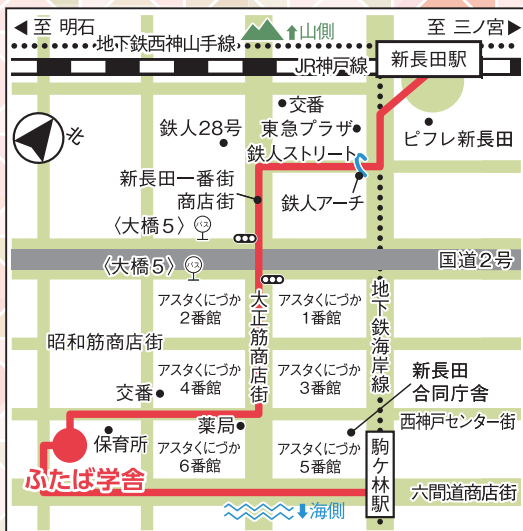 ◀至 明石
地下鉄西神山手線
⬆山側
至 三ノ宮▶
JR神戸線
新長田駅
北
交番
鉄人28号
東急プラザ
ピフレ新長田
鉄人ストリート
新長田一番街
商店街
鉄人アーチ
〈大橋5〉
バス
〈大橋5〉
バス
国道2号
アスタくにづか
2番館
大正筋商店街
アスタくにづか
1番館
地下鉄海岸線
昭和筋商店街
アスタくにづか
4番館
アスタくにづか
3番館
新長田
合同庁舎
交番
薬局
西神戸センター街
保育所
アスタくにづか
6番館
アスタくにづか
5番館
駒ケ林駅
ふたば学舎
六間道商店街
⬇海側